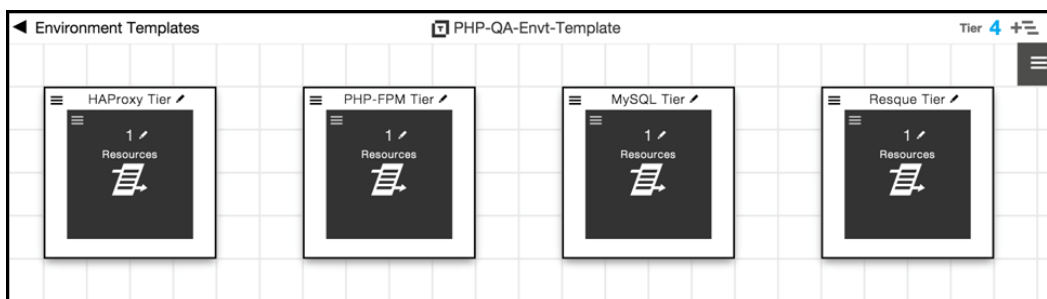 Environment Templates
PHP-QA-Envt-Template
Tier 4
HAProxy Tier
1
Resources
PHP-FPM Tier
1
Resources
MySQL Tier
1
Resources
Resque Tier
1
Resources